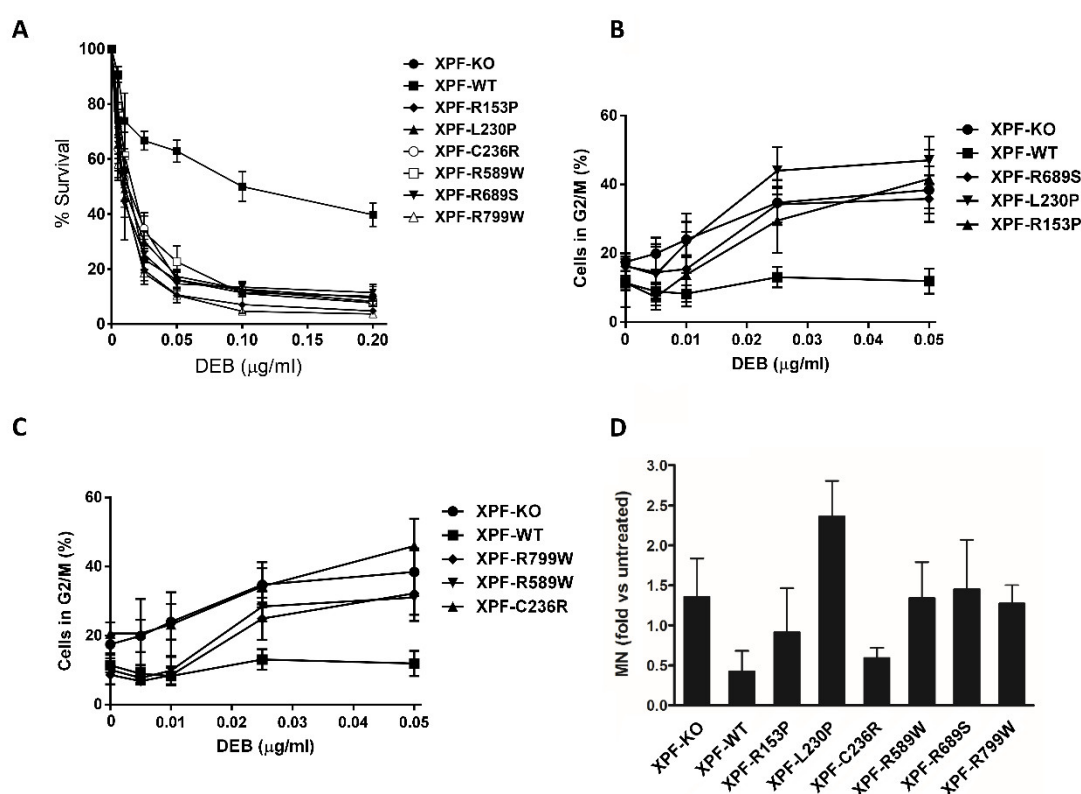 A
100
80
60
40
20
0
% Survival
0.00
0.05
0.10
0.15
0.20
DEB (μg/ml)
XPF-KO
XPF-WT
XPF-R153P
XPF-L230P
XPF-C236R
XPF-R589W
XPF-R689S
XPF-R799W
B
60
40
20
0
Cells in G2/M (%)
0
0.01
0.02
0.03
0.04
0.05
DEB (μg/ml)
XPF-KO
XPF-WT
XPF-R689S
XPF-L230P
XPF-R153P
C
60
40
20
0
Cells in G2/M (%)
0
0.01
0.02
0.03
0.04
0.05
DEB (μg/ml)
XPF-KO
XPF-WT
XPF-R799W
XPF-R589W
XPF-C236R
D
3.0
2.5
2.0
1.5
1.0
0.5
0.0
MN (fold vs untreated)
XPF-KO
XPF-WT
XPF-R153P
XPF-L230P
XPF-C236R
XPF-R589W
XPF-R689S
XPF-R799W